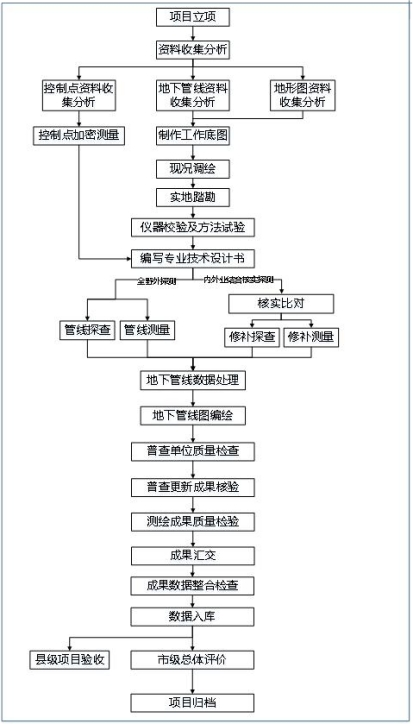 项目立项
资料收集分析
控制点资料收
集分析
地下管线资料
收集分析
地形图资料
收集分析
控制点加密测量
制作工作底图
现况调绘
实地踏勘
仪器校验及方法试验
编写专业技术设计书
全野外探测
内外业结合核实探测
核实比对
管线探查
管线测量
修补探查
修补测量
地下管线数据处理
地下管线图编绘
普查单位质量检查
普查更新成果核验
测绘成果质量检验
成果汇交
成果数据整合检查
数据入库
县级项目验收
市级总体评价
项目归档